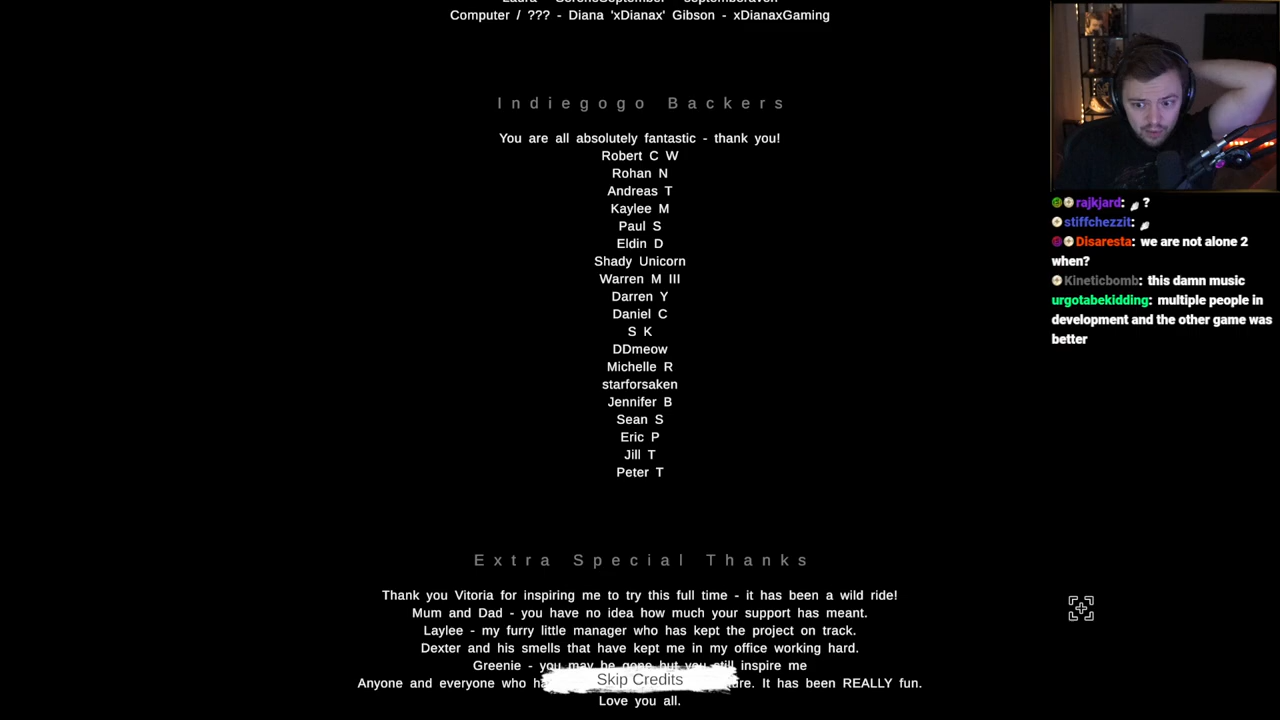 Computer / ??? - Diana 'xDianax' Gibson - xDianaxGaming
Indiegogo Backers
You are all absolutely fantastic - thank you!
Robert C W
Rohan N
Andreas T
Kaylee M
Paul S
Eldin D
Shady Unicorn
Warren M III
Darren Y
Daniel C
S K
DDmeow
Michelle R
starforsaken
Jennifer B
Sean S
Eric P
Jill T
Peter T
Extra Special Thanks
Thank you Vitoria for inspiring me to try this full time - it has been a wild ride!
Mum and Dad - you have no idea how much your support has meant.
Laylee - my furry little manager who has kept the project on track.
Dexter and his smells that have kept me in my office working hard.
Greenie - you may be gone but you still inspire me
Anyone and everyone who It has been REALLY fun.
Love you all.
Skip Credits
rajkjard: ?
stiffchezzit:
Disaresta: we are not alone 2
when?
Kineticbomb: this damn music
urgotabekidding: multiple people in
development and the other game was
better